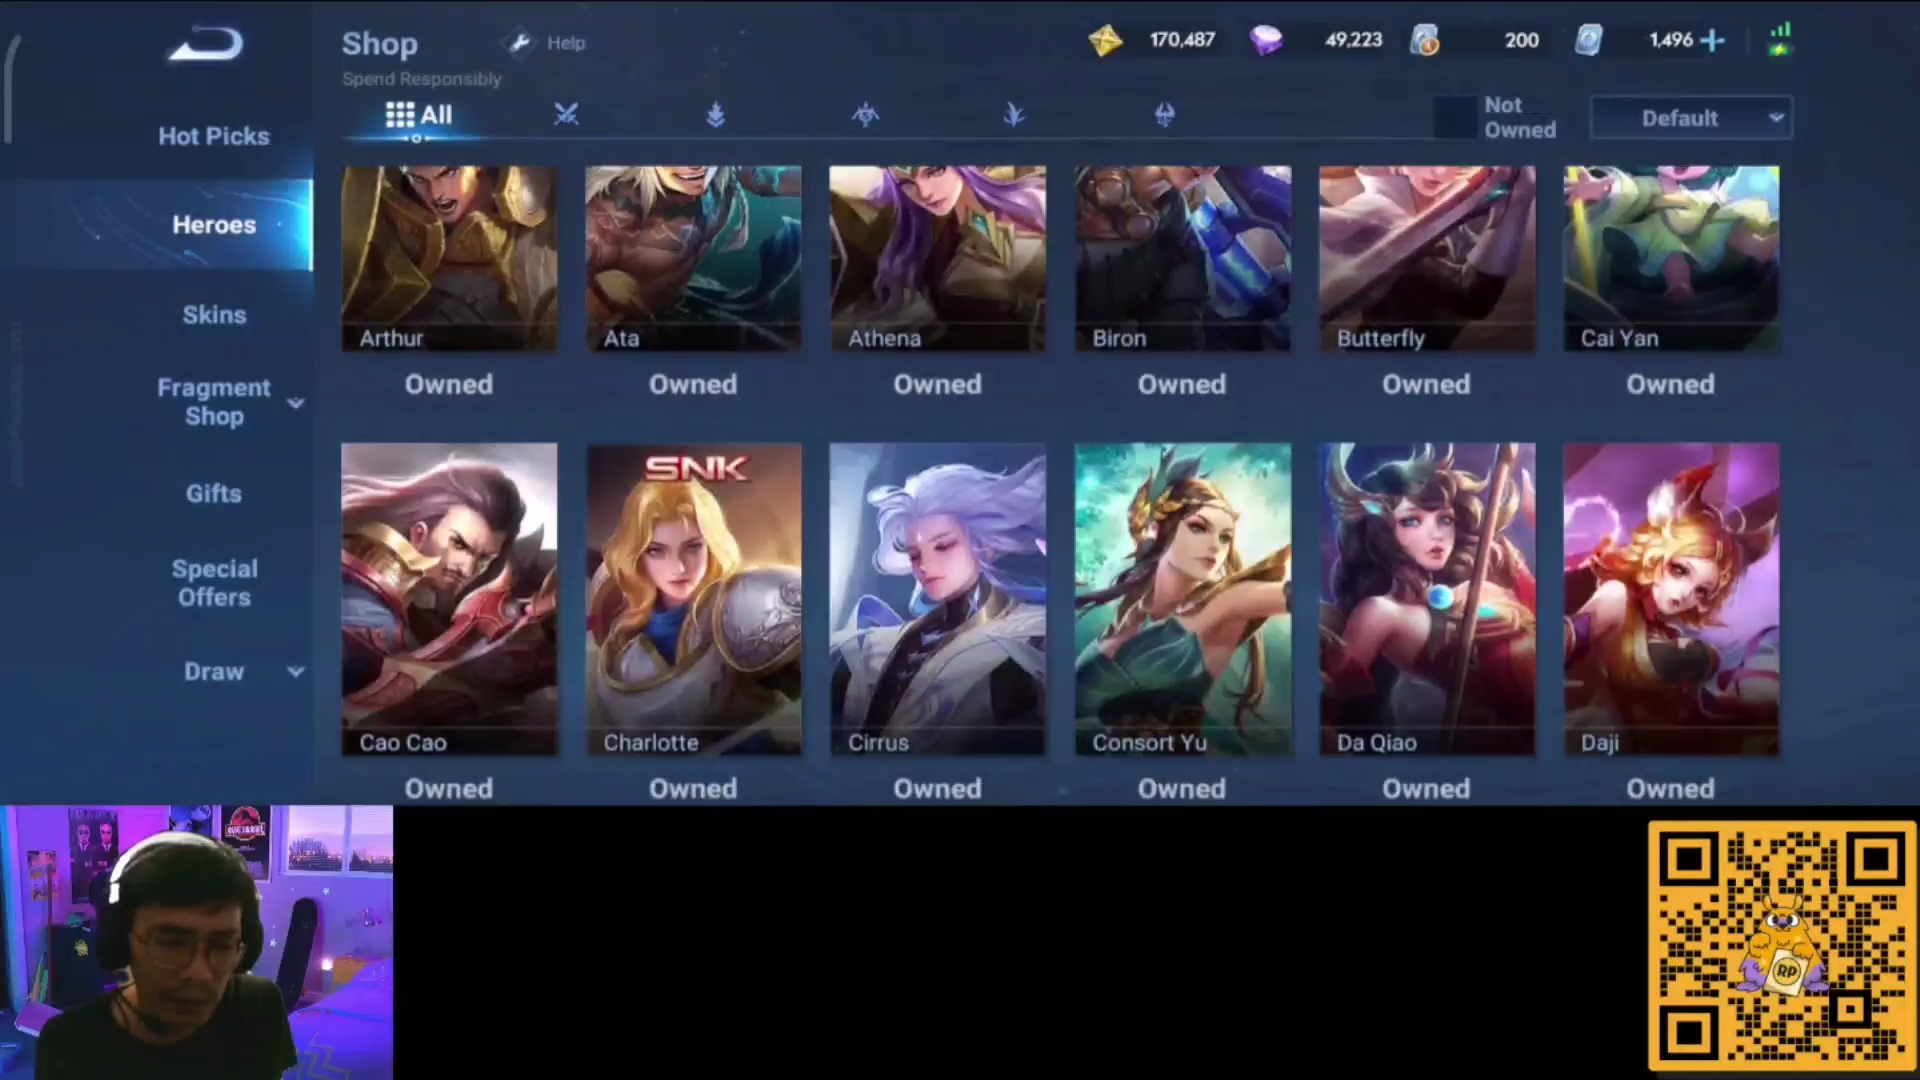 Shop
Help
170,487
49,223
200
1,496
Spend Responsibly
All
Not
Owned
Default
Hot Picks
Heroes
Skins
Fragment
Shop
Gifts
Special
Offers
Draw
Arthur
Ata
Athena
Biron
Butterfly
Cai Yan
Owned
Owned
Owned
Owned
Owned
Owned
SNK
Cao Cao
Charlotte
Cirrus
Consort Yu
Da Qiao
Daji
Owned
Owned
Owned
Owned
Owned
Owned
RP